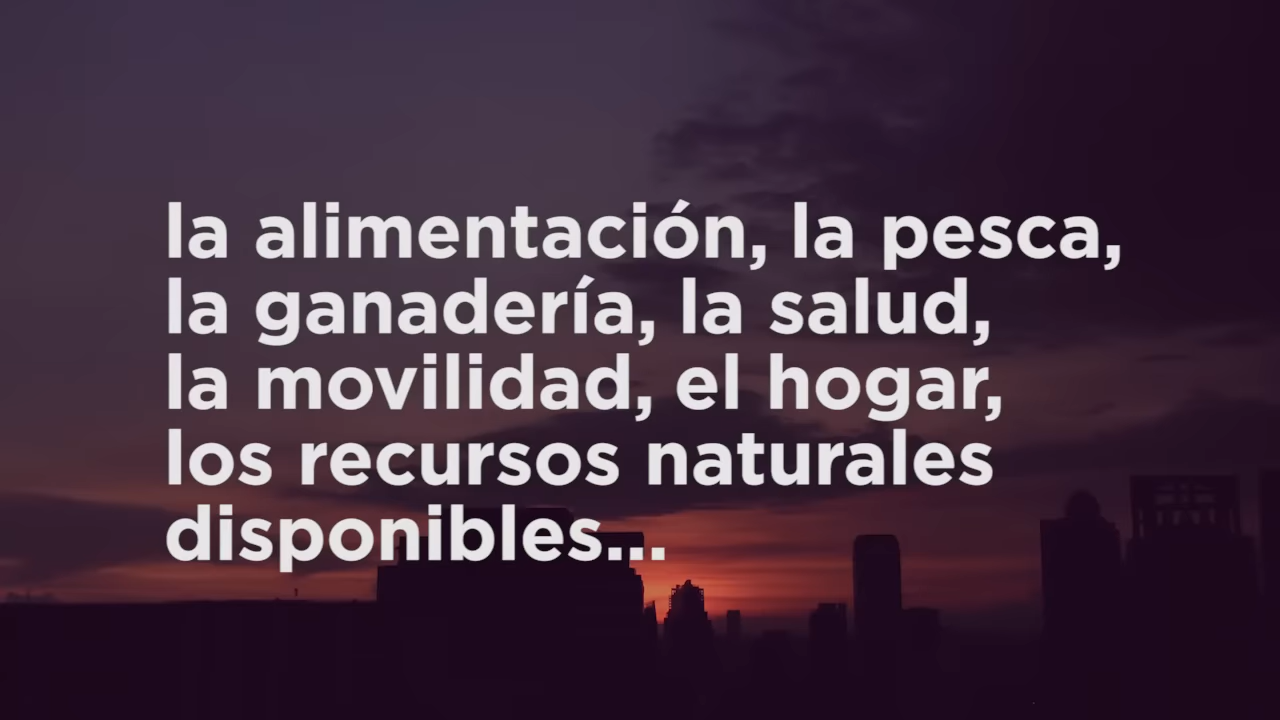 la alimentación, la pesca,
la ganadería, la salud,
la movilidad, el hogar,
los recursos naturales
disponibles...